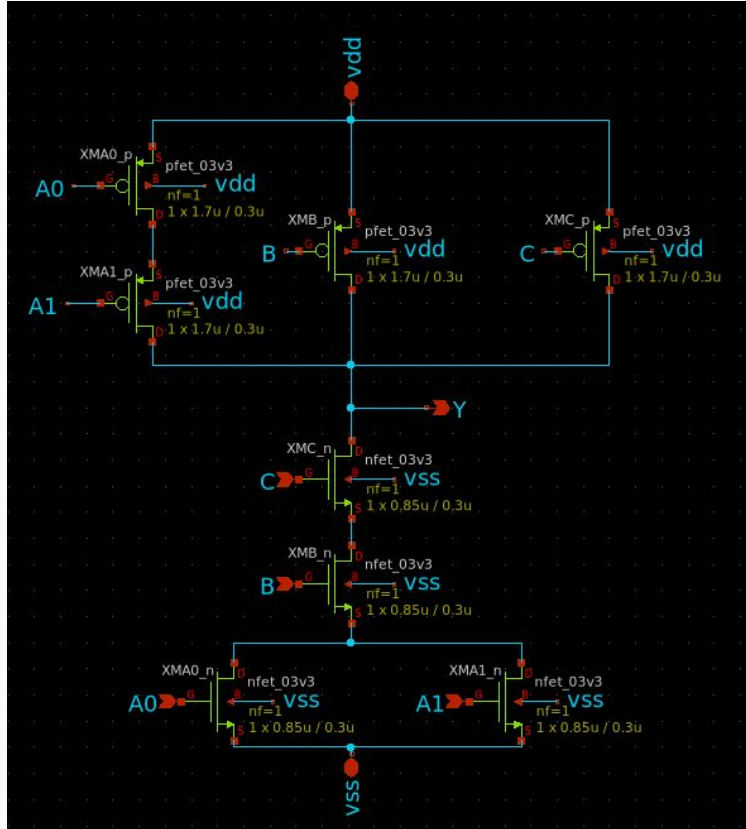 vdd
XMA0_p
S
pfet_03v3
A0
G
B
vdd
nf=1
D
1 x 1.7u / 0.3u
XMB_p
S
pfet_03v3
B
G
B
vdd
nf=1
D
1 x 1.7u / 0.3u
XMC_p
S
pfet_03v3
C
G
B
vdd
nf=1
D
1 x 1.7u / 0.3u
XMA1_p
S
pfet_03v3
A1
G
B
vdd
nf=1
D
1 x 1.7u / 0.3u
Y
XMC_n
D
nfet_03v3
C
G
B
vss
nf=1
S
1 x 0.85u / 0.3u
XMB_n
D
nfet_03v3
B
G
B
vss
nf=1
S
1 x 0.85u / 0.3u
XMA0_n
D
nfet_03v3
A0
G
B
vss
nf=1
S
1 x 0.85u / 0.3u
XMA1_n
D
nfet_03v3
A1
G
B
vss
nf=1
S
1 x 0.85u / 0.3u
vss